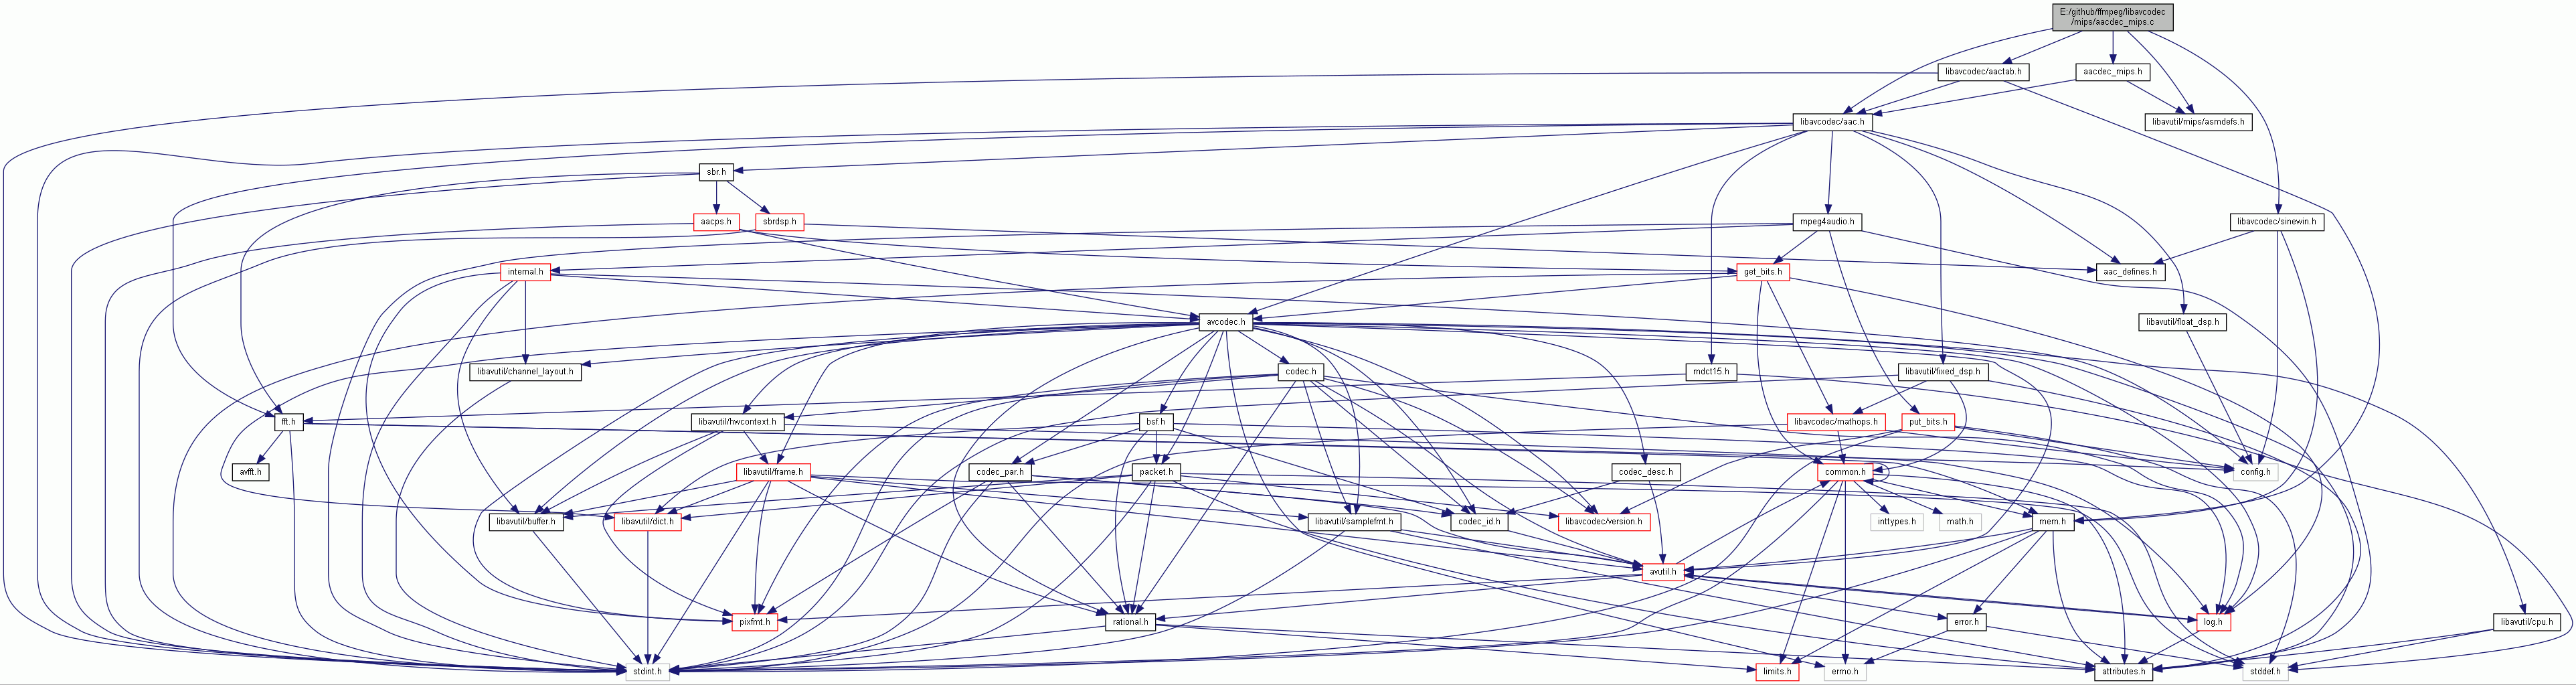 E:/github/ffmpeg/libavcodec
/mips/aacdec_mips.c
libavcodec/aactab.h
aacdec_mips.h
libavcodec/aac.h
libavutil/mips/asmdefs.h
sbr.h
aacps.h
sbrdsp.h
mpeg4audio.h
libavcodec/sinewin.h
internal.h
get_bits.h
aac_defines.h
avcodec.h
libavutil/float_dsp.h
libavutil/channel_layout.h
codec.h
mdct15.h
libavutil/fixed_dsp.h
fft.h
libavutil/hwcontext.h
bsf.h
libavcodec/mathops.h
put_bits.h
avfft.h
libavutil/frame.h
codec_par.h
packet.h
codec_desc.h
common.h
config.h
libavutil/buffer.h
libavutil/dict.h
libavutil/samplefmt.h
codec_id.h
libavcodec/version.h
inttypes.h
math.h
mem.h
avutil.h
pixfmt.h
rational.h
error.h
log.h
libavutil/cpu.h
stdint.h
limits.h
errno.h
attributes.h
stddef.h